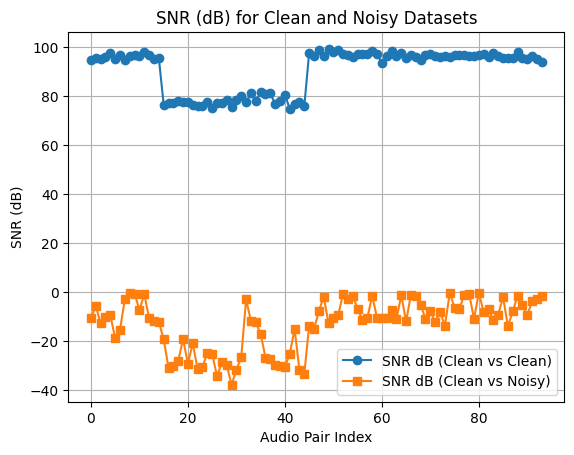 SNR (dB) for Clean and Noisy Datasets
SNR (dB)
100
80
60
40
20
0
−20
−40
SNR dB (Clean vs Clean)
SNR dB (Clean vs Noisy)
0 20 40 60 80
Audio Pair Index